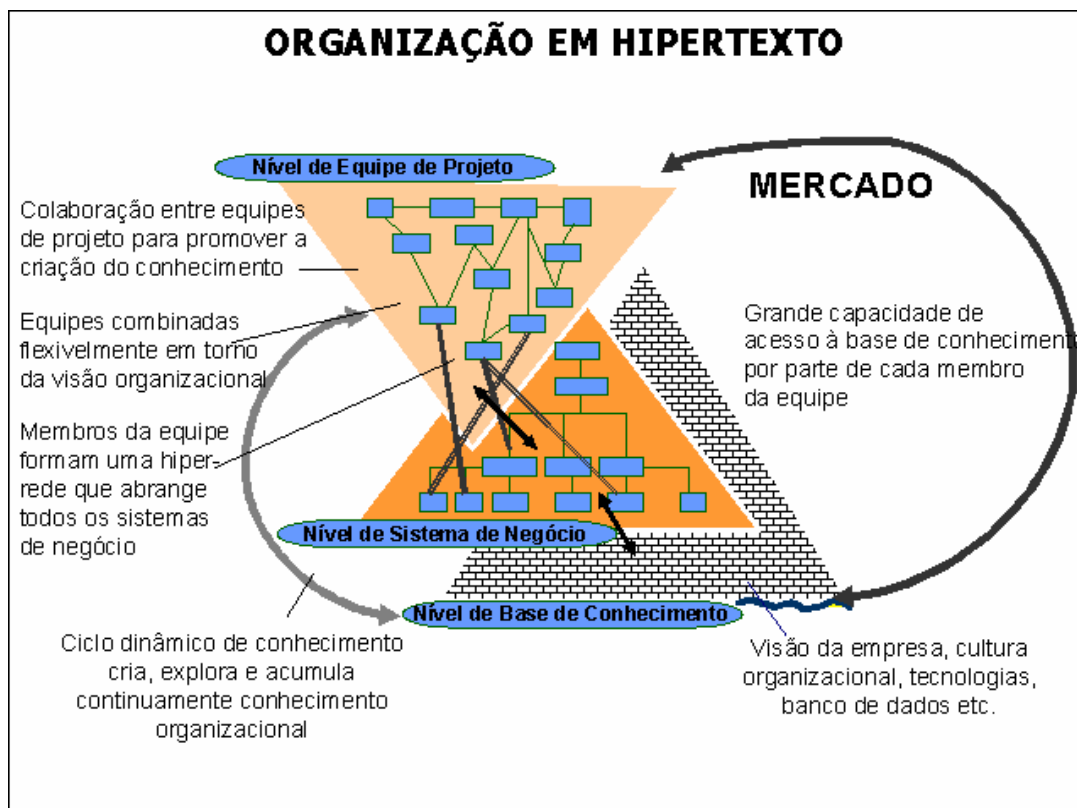 ORGANIZAÇÃO EM HIPERTEXTO
Nível de Equipe de Projeto
MERCADO
Colaboração entre equipes
de projeto para promover a
criação do conhecimento
Equipes combinadas
flexivelmente em torno
da visão organizacional
Membros da equipe
formam uma hiper-
rede que abrange
todos os sistemas
de negócio
Grande capacidade de
acesso à base de conhecimento
por parte de cada membro
da equipe
Nível de Sistema de Negócio
Nível de Base de Conhecimento
Ciclo dinâmico de conhecimento
cria, explora e acumula
continuamente conhecimento
organizacional
Visão da empresa, cultura
organizacional, tecnologias,
banco de dados etc.